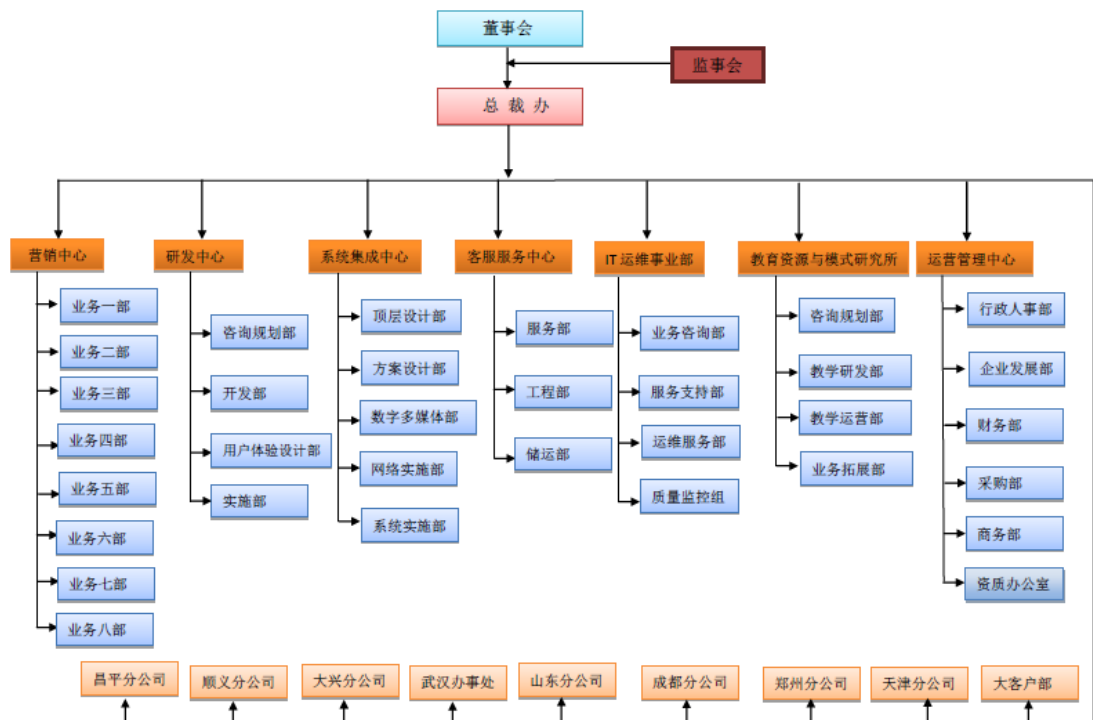 董事会
监事会
总 裁 办
营销中心
业务一部
业务二部
业务三部
业务四部
业务五部
业务六部
业务七部
业务八部
研发中心
咨询规划部
开发部
用户体验设计部
实施部
系统集成中心
顶层设计部
方案设计部
数字多媒体部
网络实施部
系统实施部
客服服务中心
服务部
工程部
储运部
IT 运维事业部
业务咨询部
服务支持部
运维服务部
质量监控组
教育资源与模式研究所
咨询规划部
教学研发部
教学运营部
业务拓展部
运营管理中心
行政人事部
企业发展部
财务部
采购部
商务部
资质办公室
昌平分公司
顺义分公司
大兴分公司
武汉办事处
山东分公司
成都分公司
郑州分公司
天津分公司
大客户部